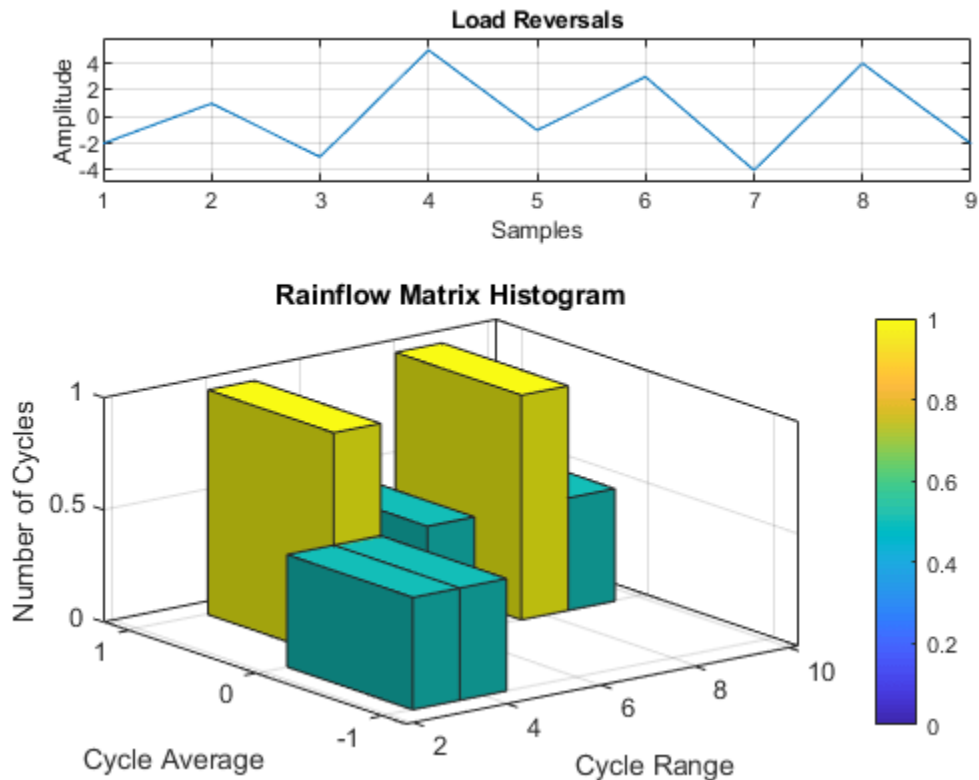 Load Reversals
4
2
0
-2
-4
Amplitude
1 2 3 4 5 6 7 8 9
Samples
Rainflow Matrix Histogram
1
0.5
0
Number of Cycles
1
0
-1
Cycle Average
2
4
6
8
10
Cycle Range
1
0.8
0.6
0.4
0.2
0